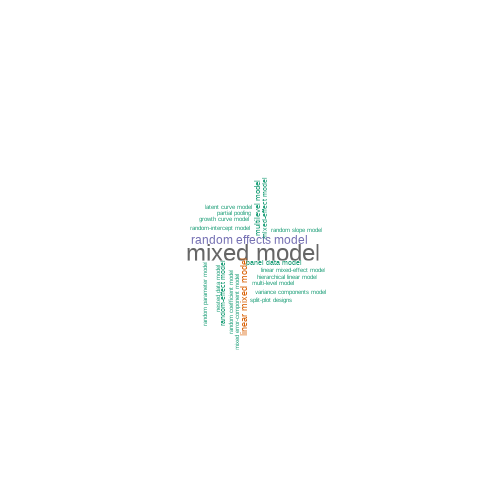 multilevel model
mixed-effect model
latent curve model
partial pooling
growth curve model
random-intercept model
random slope model
random effects model
mixed model
panel data model
linear mixed-effect model
hierarchical linear model
multi-level model
variance components model
split-plot designs
random parameter model
nested data model
random-effect model
random coefficient model
mixed error-component model
linear mixed model